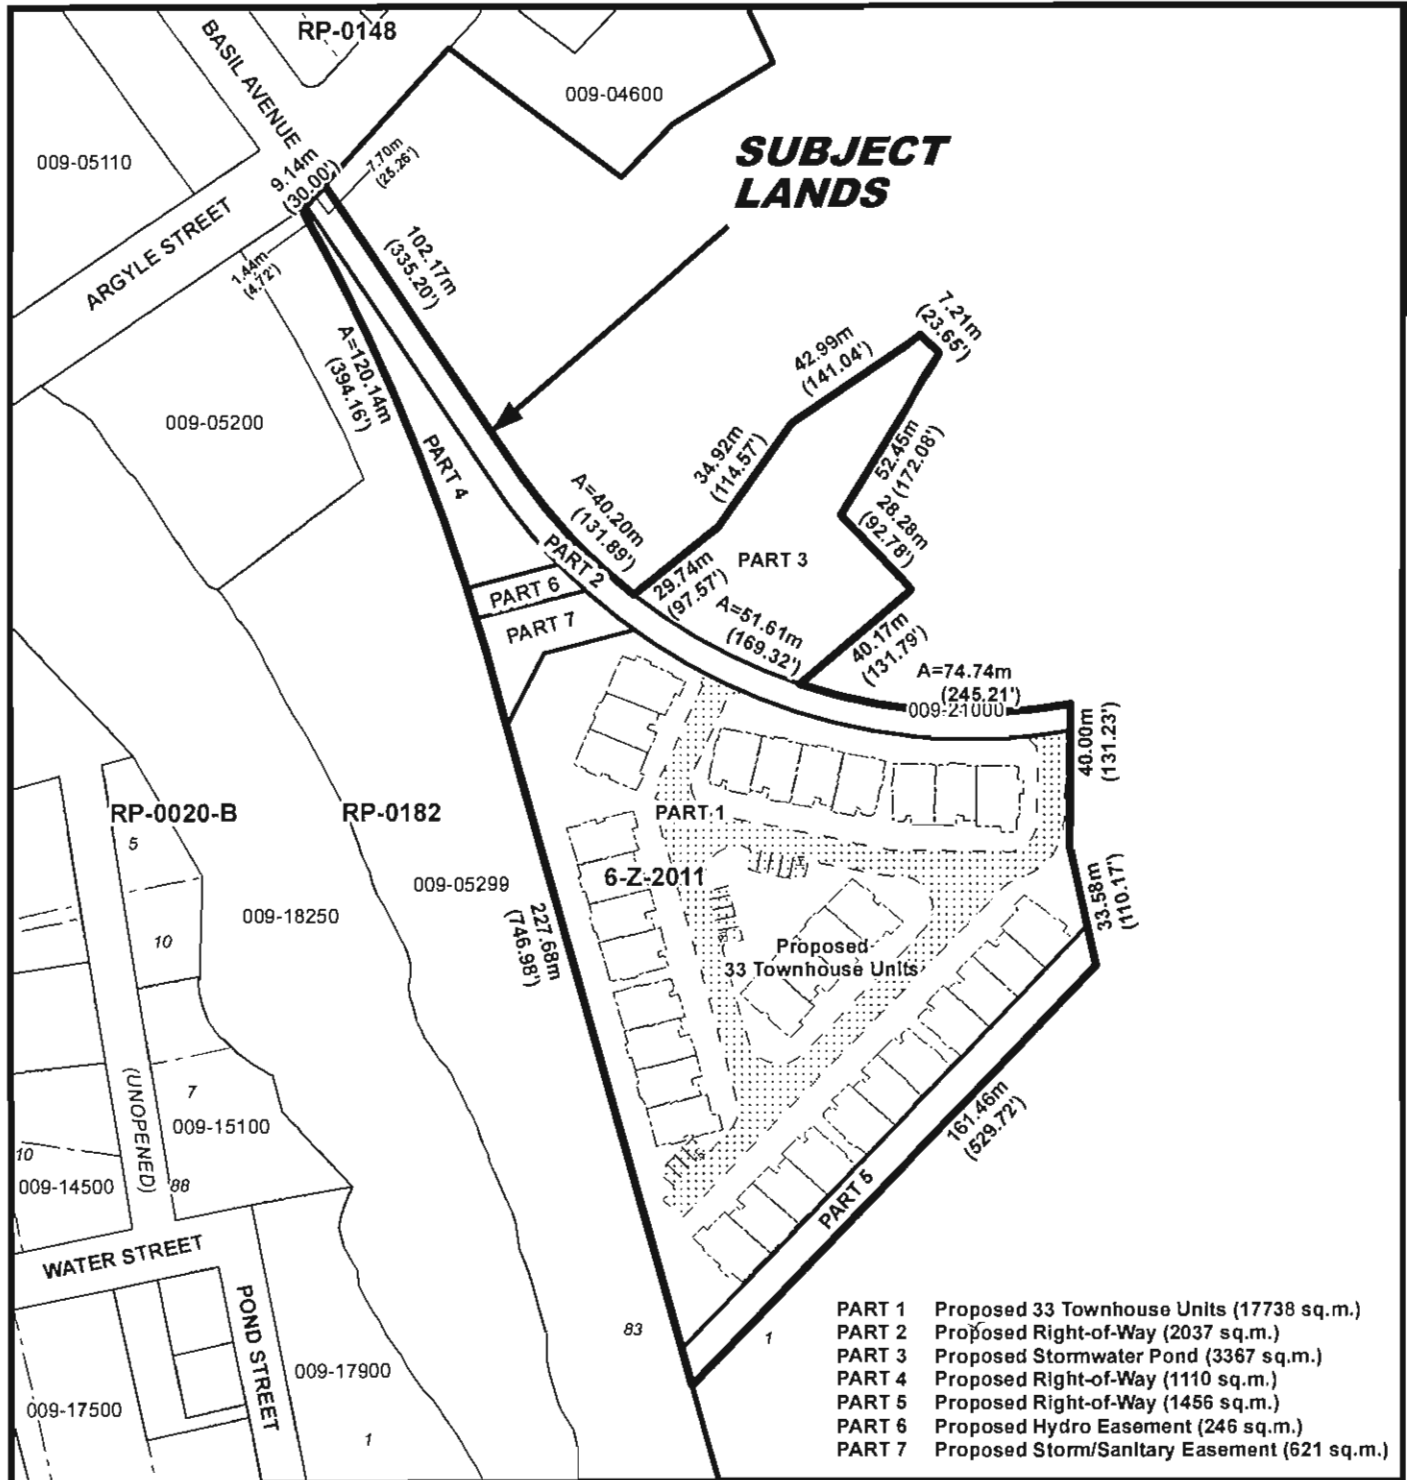 RP-0148
BASIL AVENUE
009-04600
009-05110
SUBJECT
LANDS
9.14m
(30.00')
7.70m
(25.26')
ARGYLE STREET
1.44m
(4.72')
102.17m
(335.20')
A=120.14m
(394.16')
009-05200
PART 4
7.21m
(23.65')
42.99m
(141.04')
34.92m
(114.57')
52.45m
(172.08')
28.28m
(92.78')
A=40.20m
(131.89')
PART 2
PART 3
29.74m
(97.57')
PART 6
PART 7
A=51.61m
(169.32')
40.17m
(131.79')
A=74.74m
(245.21')
009-21000
40.00m
(131.23')
RP-0020-B
RP-0182
PART 1
5
009-05299
6-Z-2011
33.58m
(110.17')
009-18250
10
227.68m
(746.98')
Proposed
33 Townhouse Units
(UNOPENED)
7
009-15100
161.46m
(529.72')
10
009-14500
88
PART 5
WATER STREET
POND STREET
83
1
009-17900
009-17500
1
PART 1 Proposed 33 Townhouse Units (17738 sq.m.)
PART 2 Proposed Right-of-Way (2037 sq.m.)
PART 3 Proposed Stormwater Pond (3367 sq.m.)
PART 4 Proposed Right-of-Way (1110 sq.m.)
PART 5 Proposed Right-of-Way (1456 sq.m.)
PART 6 Proposed Hydro Easement (246 sq.m.)
PART 7 Proposed Storm/Sanitary Easement (621 sq.m.)